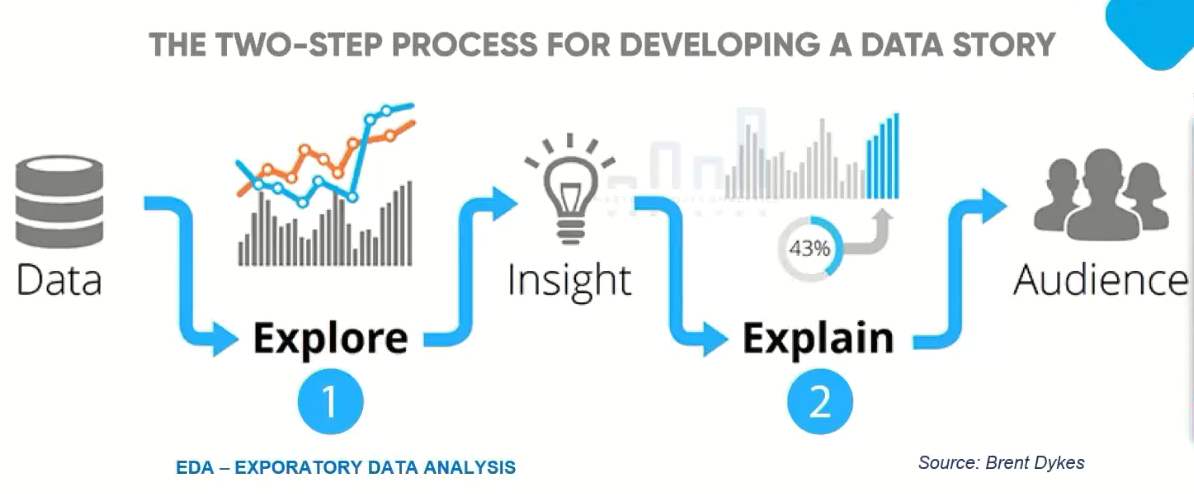 THE TWO-STEP PROCESS FOR DEVELOPING A DATA STORY
43%
Data
Insight
Audience
Explore
Explain
1
2
EDA – EXPORATORY DATA ANALYSIS
Source: Brent Dykes